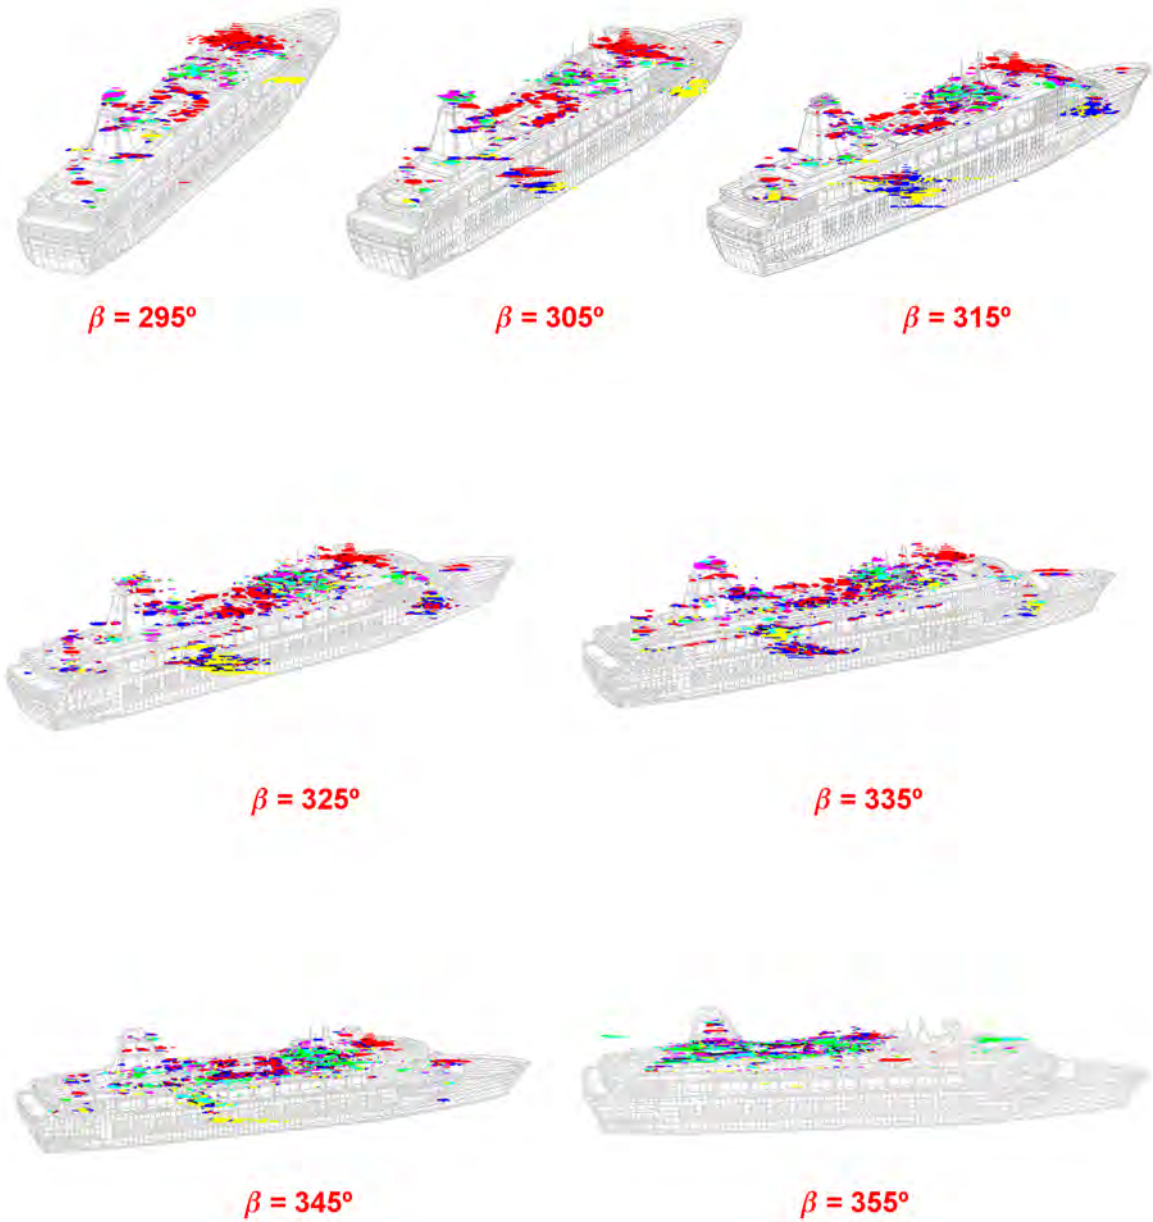 β = 295º
β = 305º
β = 315º
β = 325º
β = 335º
β = 345º
β = 355º